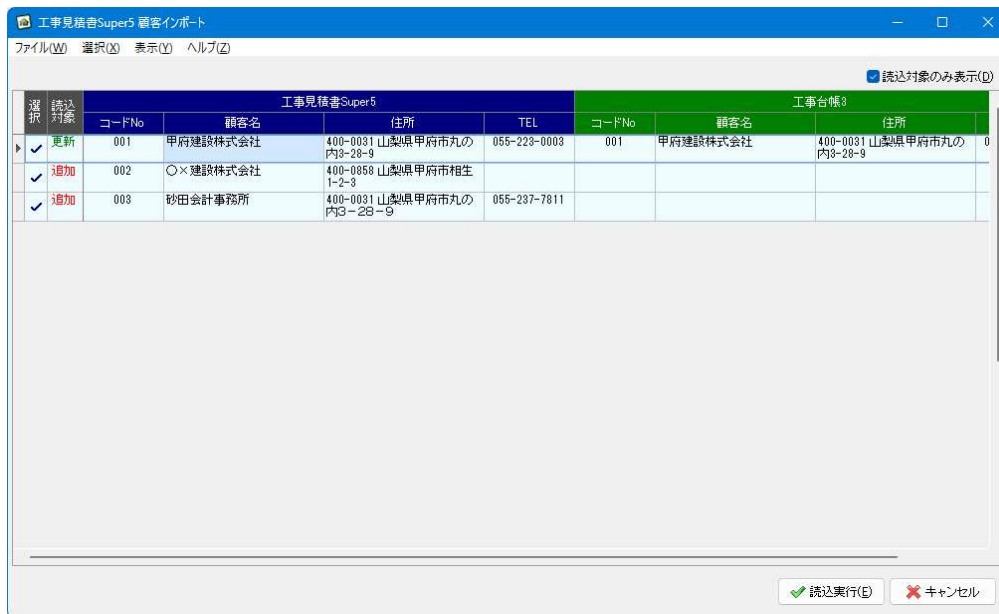 工事見積書Super5 顧客インポート
ファイル(W) 選択(X) 表示(Y) ヘルプ(Z)
読込対象のみ表示(D)
選択 読込対象 工事見積書Super5 工事台帳3
コードNo 顧客名 住所 TEL コードNo 顧客名 住所
更新 001 甲府建設株式会社 400-0031 山梨県甲府市丸の 055-223-0003 001 甲府建設株式会社 400-0031 山梨県甲府市丸の 0
内3-28-9 内3-28-9
追加 002 〇×建設株式会社 400-0858 山梨県甲府市相生
1-2-3
追加 003 砂田会計事務所 400-0031 山梨県甲府市丸の 055-237-7811
内3−28−9
読込実行(E) キャンセル